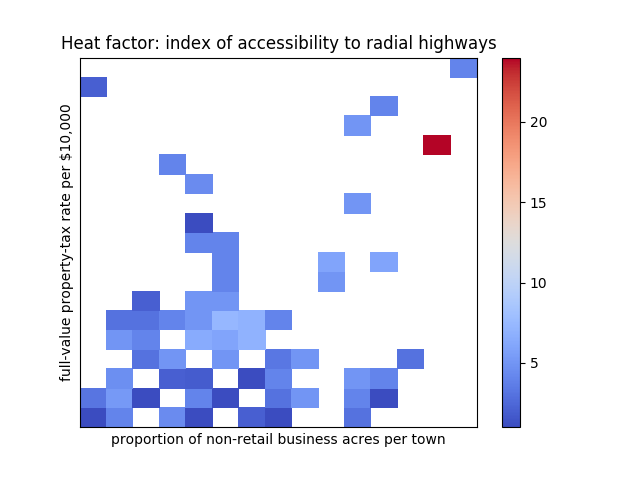 Heat factor: index of accessibility to radial highways
full-value property-tax rate per $10,000
20
15
10
5
proportion of non-retail business acres per town